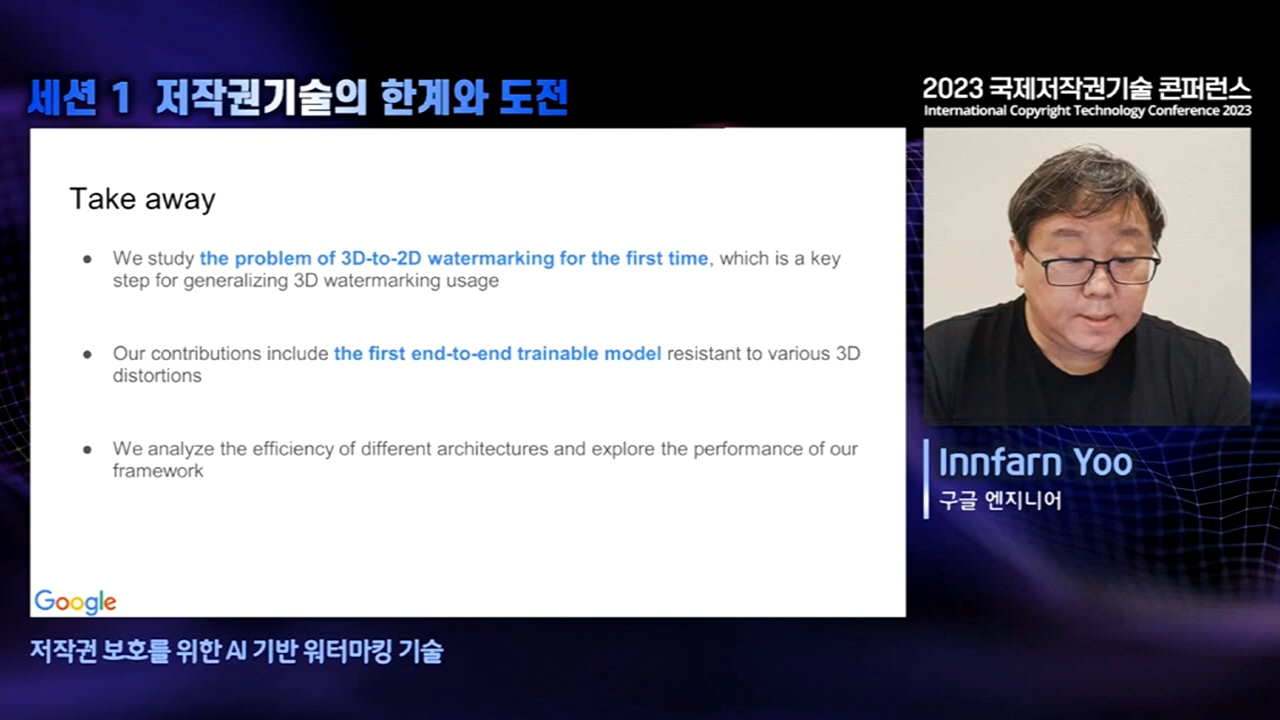 세션 1 저작권기술의 한계와 도전
2023 국제저작권기술 콘퍼런스
International Copyright Technology Conference 2023
Take away
● We study the problem of 3D-to-2D watermarking for the first time, which is a key
step for generalizing 3D watermarking usage
● Our contributions include the first end-to-end trainable model resistant to various 3D
distortions
● We analyze the efficiency of different architectures and explore the performance of our
framework
Google
Innfarn Yoo
구글 엔지니어
저작권 보호를 위한 AI 기반 워터마킹 기술